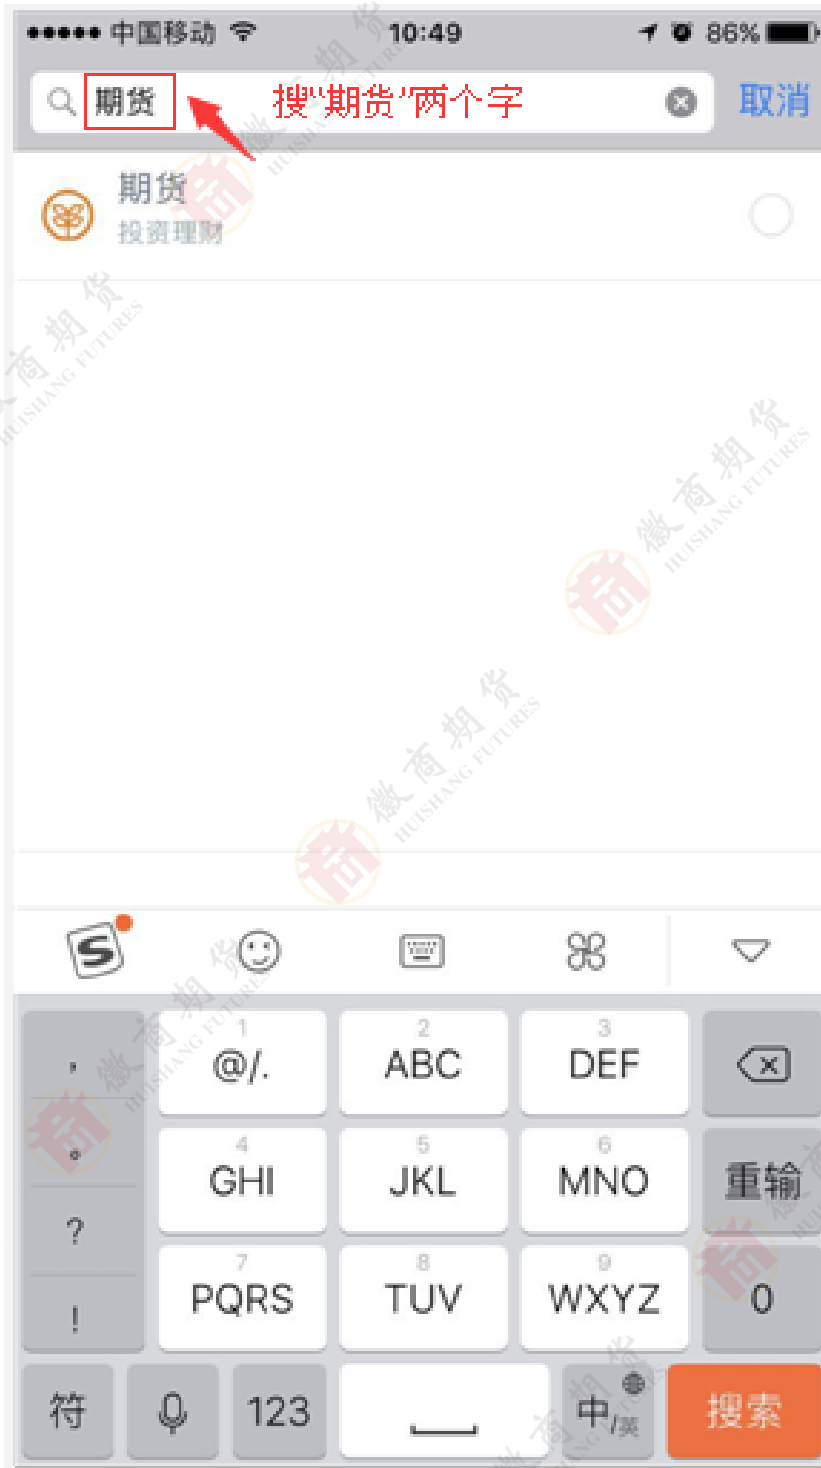 中国移动 10:49 86%
期货 搜"期货"两个字 取消
期货
投资理财
徽商期货
HUISHANG FUTURES
S
, 1 @/. 2 ABC 3 DEF
。 4 GHI 5 JKL 6 MNO 重输
? 7 PQRS 8 TUV 9 WXYZ 0
!
符 123 中/英 搜索